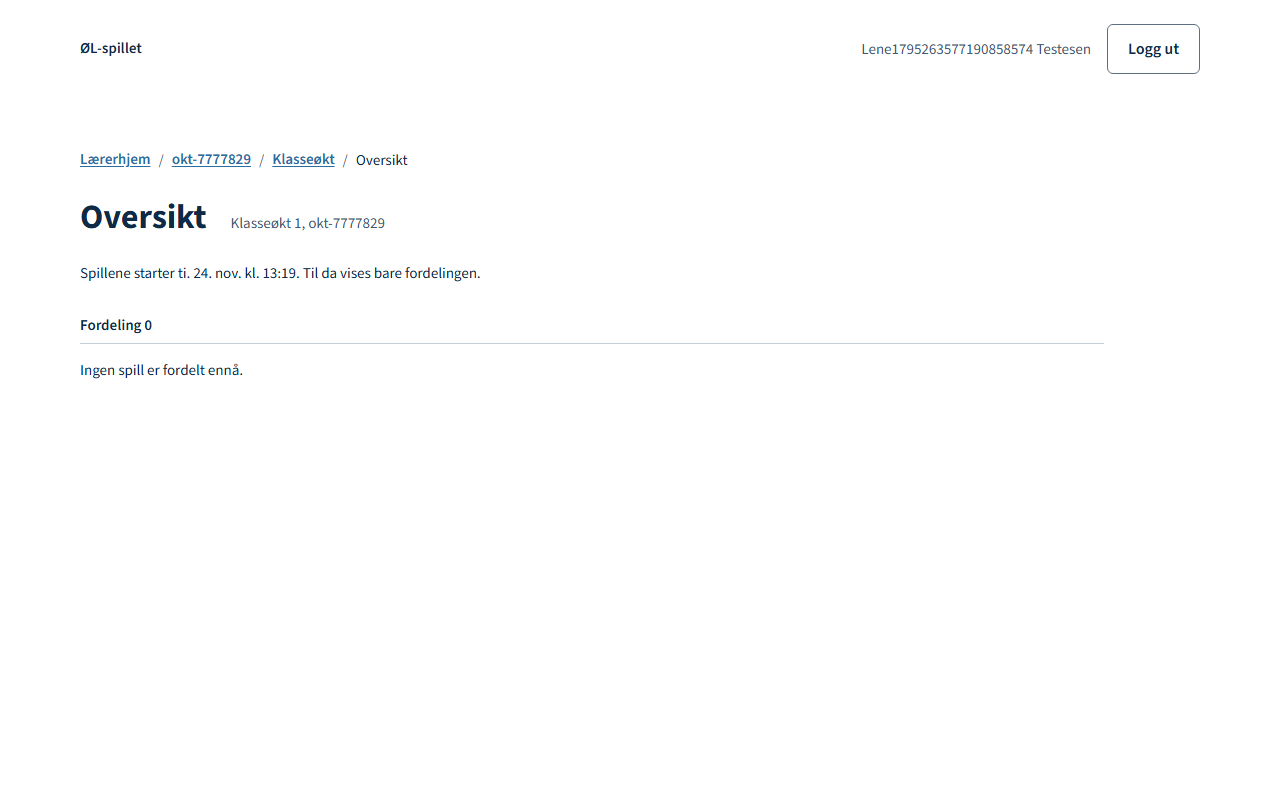 ØL-spillet
Lene1795263577190858574 Testesen
Logg ut
Lærerhjem / okt-7777829 / Klasseøkt / Oversikt
Oversikt Klasseøkt 1, okt-7777829
Spillene starter ti. 24. nov. kl. 13:19. Til da vises bare fordelingen.
Fordeling 0
Ingen spill er fordelt ennå.